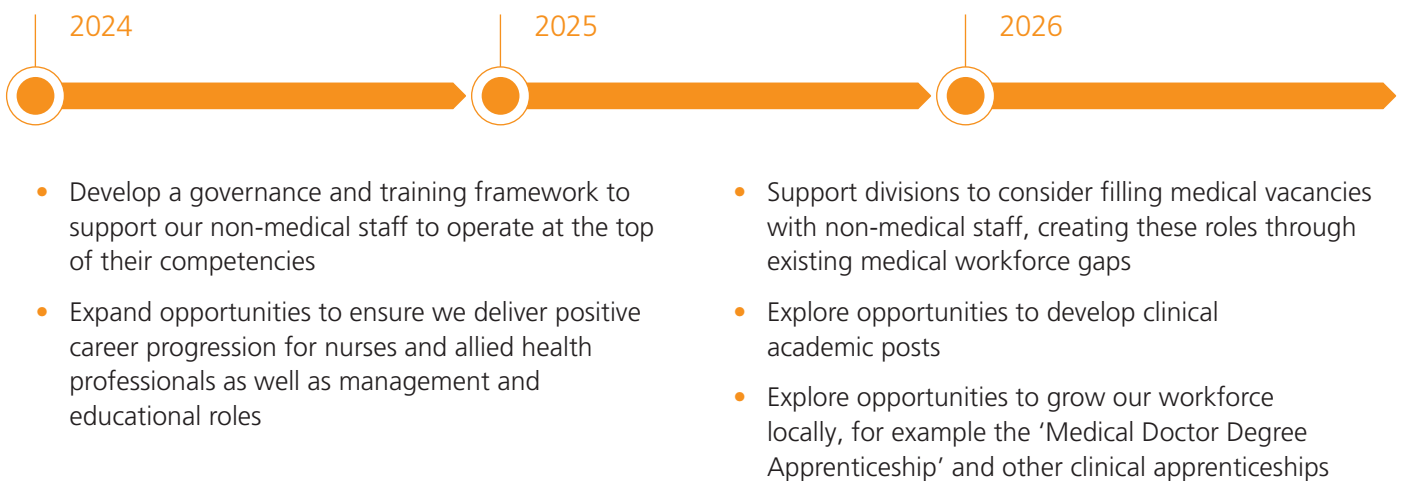 2024
2025
2026
• Develop a governance and training framework to
support our non-medical staff to operate at the top
of their competencies
• Expand opportunities to ensure we deliver positive
career progression for nurses and allied health
professionals as well as management and
educational roles
• Support divisions to consider filling medical vacancies
with non-medical staff, creating these roles through
existing medical workforce gaps
• Explore opportunities to develop clinical
academic posts
• Explore opportunities to grow our workforce
locally, for example the ‘Medical Doctor Degree
Apprenticeship’ and other clinical apprenticeships